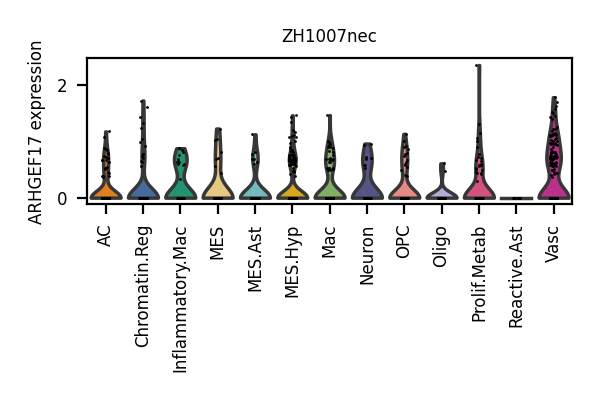 ZH1007nec
ARHGEF17 expression
2
0
AC
Chromatin.Reg
Inflammatory.Mac
MES
MES.Ast
MES.Hyp
Mac
Neuron
OPC
Oligo
Prolif.Metab
Reactive.Ast
Vasc